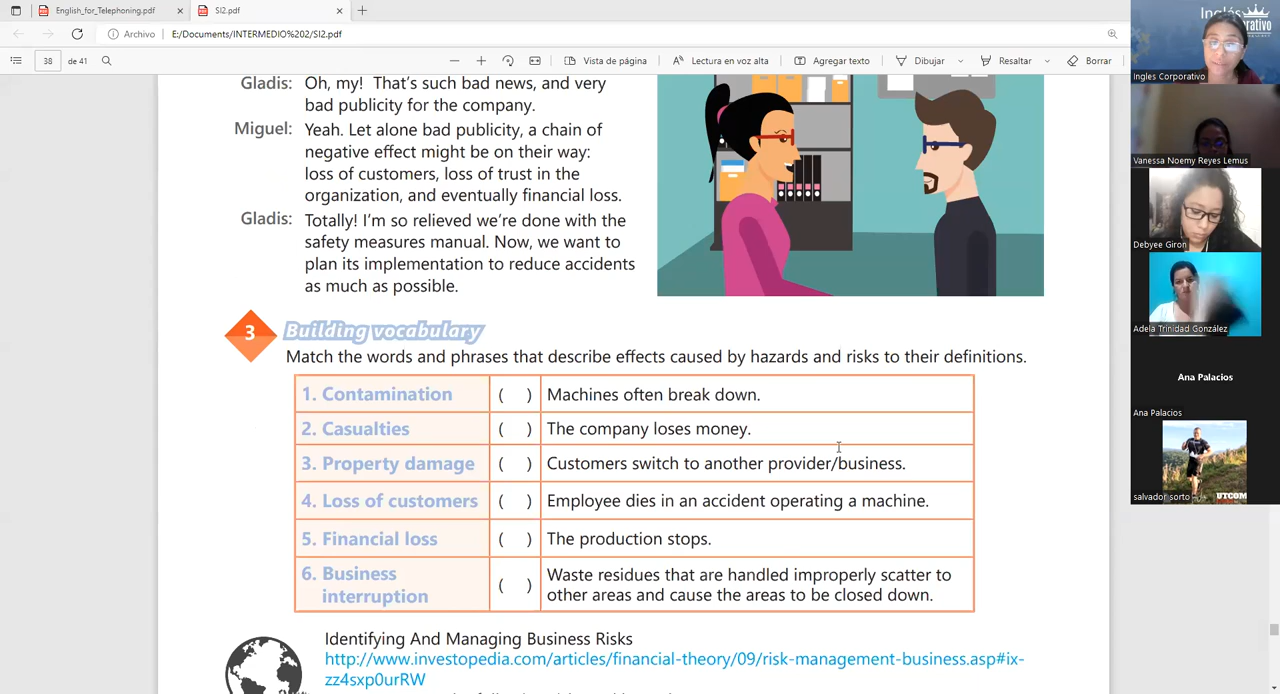 English_for_Telephoning.pdf
SI2.pdf
Archivo
E:/Documents/INTERMEDIO%202/SI2.pdf
38
de 41
Vista de página
Lectura en voz alta
Agregar texto
Dibujar
Resaltar
Borrar
Gladis: Oh, my! That's such bad news, and very
bad publicity for the company.
Miguel: Yeah. Let alone bad publicity, a chain of
negative effect might be on their way:
loss of customers, loss of trust in the
organization, and eventually financial loss.
Gladis: Totally! I'm so relieved we're done with the
safety measures manual. Now, we want to
plan its implementation to reduce accidents
as much as possible.
3 Building vocabulary
Match the words and phrases that describe effects caused by hazards and risks to their definitions.
1. Contamination ( ) Machines often break down.
2. Casualties ( ) The company loses money.
3. Property damage ( ) Customers switch to another provider/business.
4. Loss of customers ( ) Employee dies in an accident operating a machine.
5. Financial loss ( ) The production stops.
6. Business
interruption
( ) Waste residues that are handled improperly scatter to
other areas and cause the areas to be closed down.
Identifying And Managing Business Risks
http://www.investopedia.com/articles/financial-theory/09/risk-management-business.asp#ix-
zz4sxp0urRW
Inglés
Ingles Corporativo
Vanessa Noemy Reyes Lemus
Debyee Giron
Adela Trinidad González
Ana Palacios
Ana Palacios
salvador sorto
UTCOM